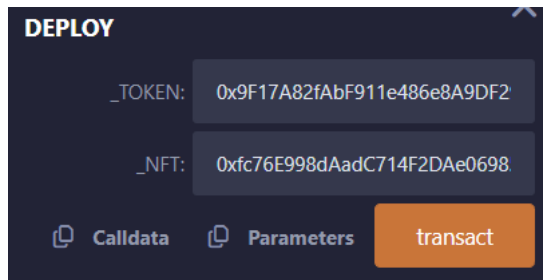 DEPLOY
_TOKEN: 0x9F17A82fAbF911e486e8A9DF2
_NFT: 0xfc76E998dAadC714F2DAe0698
Calldata Parameters transact